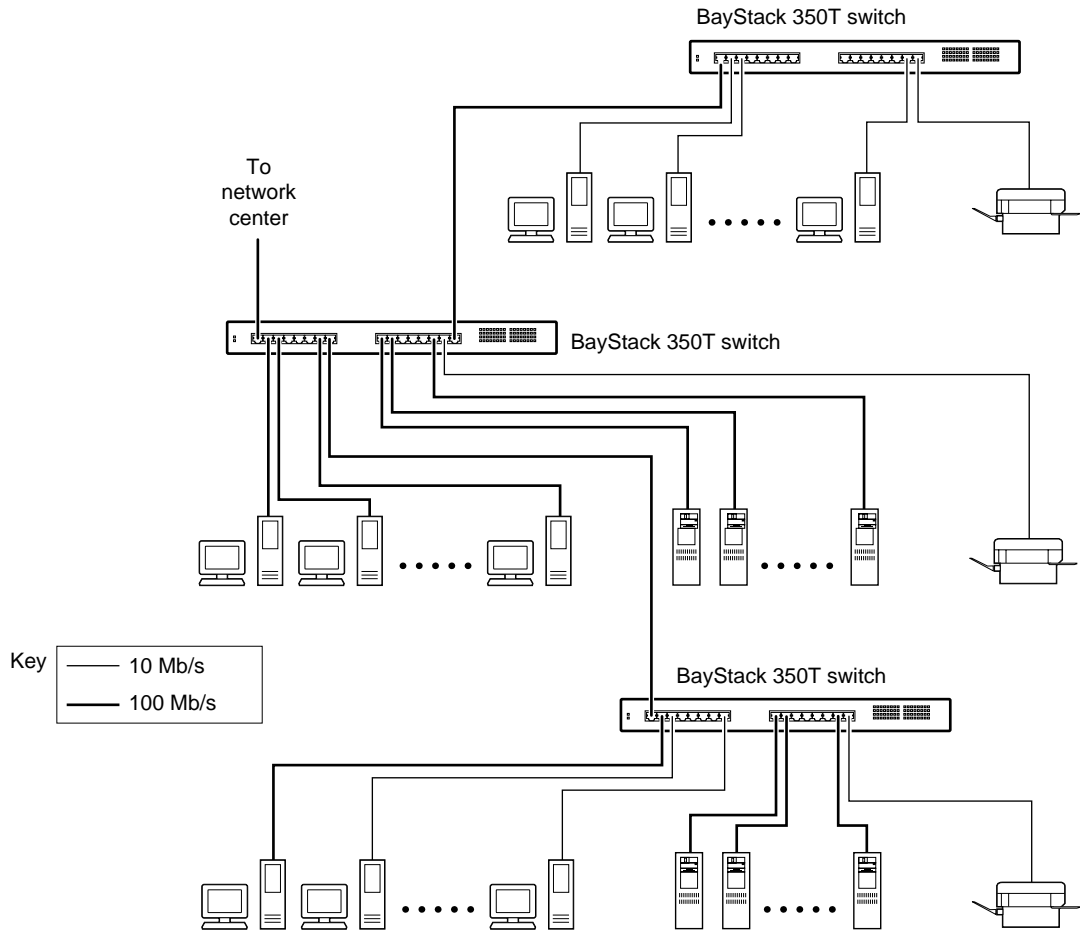 BayStack 350T switch
To
network
center
BayStack 350T switch
Key
10 Mb/s
100 Mb/s
BayStack 350T switch